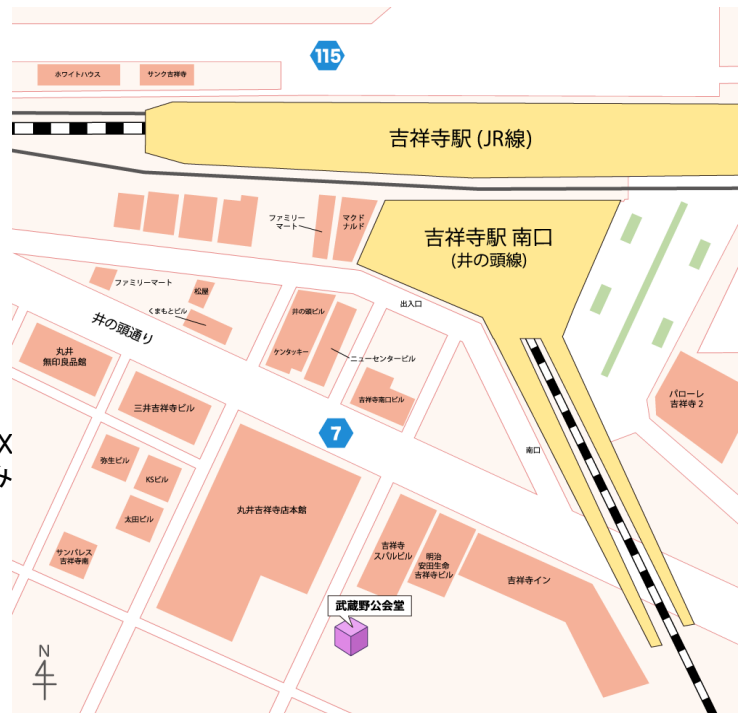 115
ホワイトハウス
サンク吉祥寺
吉祥寺駅 (JR線)
ファミリー
マート
マクド
ナルド
吉祥寺駅 南口
(井の頭線)
ファミリーマート
松屋
くまもとビル
井の頭ビル
出入口
井の頭通り
ケンタッキー
ニューセンタービル
丸井
無印良品館
三井吉祥寺ビル
吉祥寺南口ビル
パローレ
吉祥寺 2
7
南口
X
み
弥生ビル
KSビル
太田ビル
サンパレス
吉祥寺南
丸井吉祥寺店本館
吉祥寺
スバルビル
明治
安田生命
吉祥寺ビル
吉祥寺イン
武蔵野公会堂
N